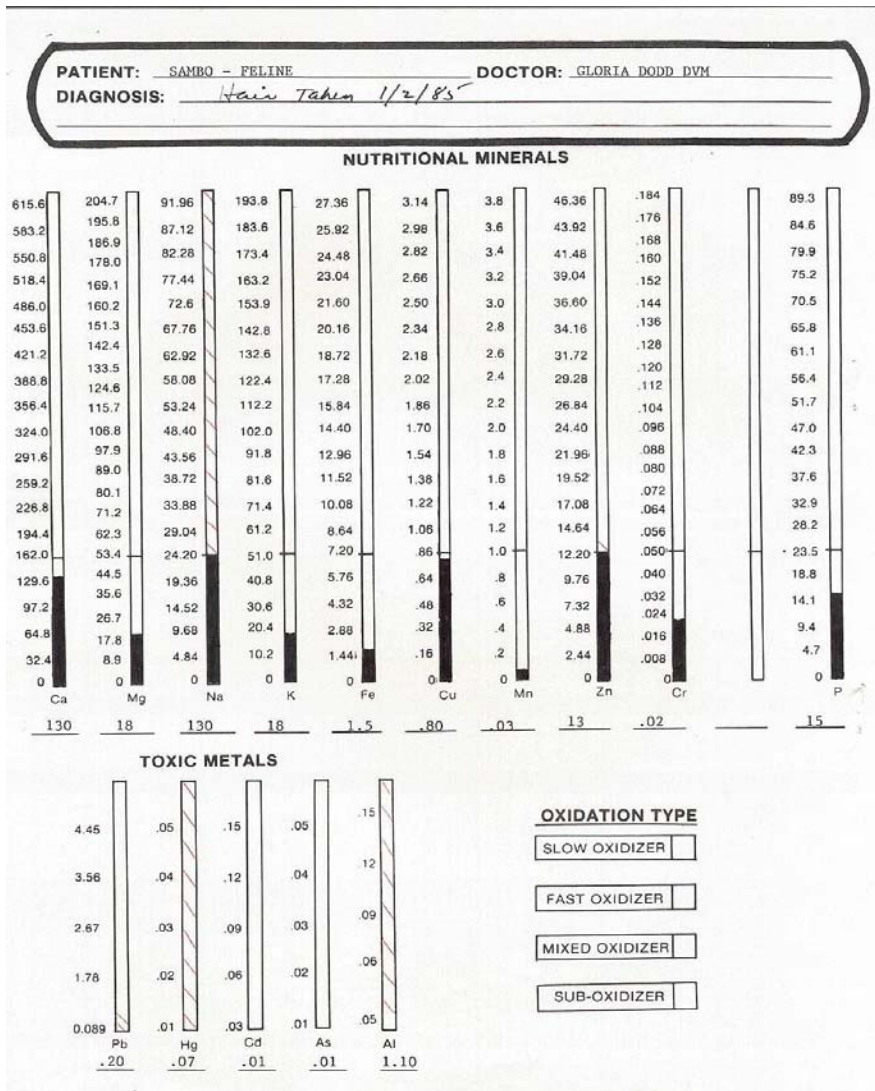 PATIENT: SAMBO - FELINE DOCTOR: GLORIA DODD DVM
DIAGNOSIS: Hair Taken 1/2/85
NUTRITIONAL MINERALS
615.6 204.7 91.96 193.8 27.36 3.14 3.8 46.36 .184 89.3
583.2 195.8 87.12 183.6 25.92 2.98 3.6 43.92 .176 84.6
550.8 186.9 82.28 173.4 24.48 2.82 3.4 41.48 .168 79.9
178.0 .160
518.4 169.1 77.44 163.2 23.04 2.66 3.2 39.04 .152 75.2
486.0 160.2 72.6 153.9 21.60 2.50 3.0 36.60 .144 70.5
453.6 151.3 67.76 142.8 20.16 2.34 2.8 34.16 .136 65.8
421.2 142.4 62.92 132.6 18.72 2.18 2.6 31.72 .128 61.1
133.5 .120
388.8 124.6 58.08 122.4 17.28 2.02 2.4 29.28 .112 56.4
356.4 115.7 53.24 112.2 15.84 1.86 2.2 26.84 .104 51.7
324.0 106.8 48.40 102.0 14.40 1.70 2.0 24.40 .096 47.0
291.6 97.9 43.56 91.8 12.96 1.54 1.8 21.96 .088 42.3
89.0 .080
259.2 80.1 38.72 81.6 11.52 1.38 1.6 19.52 .072 37.6
226.8 71.2 33.88 71.4 10.08 1.22 1.4 17.08 .064 32.9
194.4 62.3 29.04 61.2 8.64 1.06 1.2 14.64 .056 28.2
162.0 53.4 24.20 51.0 7.20 .86 1.0 12.20 .050 23.5
129.6 44.5 19.36 40.8 5.76 .64 .8 9.76 .040 18.8
35.6 .032
97.2 26.7 14.52 30.6 4.32 .48 .6 7.32 .024 14.1
64.8 17.8 9.68 20.4 2.88 .32 .4 4.88 .016 9.4
32.4 8.9 4.84 10.2 1.44 .16 .2 2.44 .008 4.7
0 0 0 0 0 0 0 0 0 0
Ca Mg Na K Fe Cu Mn Zn Cr P
130 18 130 18 1.5 .80 .03 13 .02 15
TOXIC METALS
4.45 .05 .15 .05 .15
3.56 .04 .12 .04 .12
2.67 .03 .09 .03 .09
1.78 .02 .06 .02 .06
0.089 .01 .03 .01 .05
Pb Hg Cd As Al
.20 .07 .01 .01 1.10
OXIDATION TYPE
SLOW OXIDIZER
FAST OXIDIZER
MIXED OXIDIZER
SUB-OXIDIZER